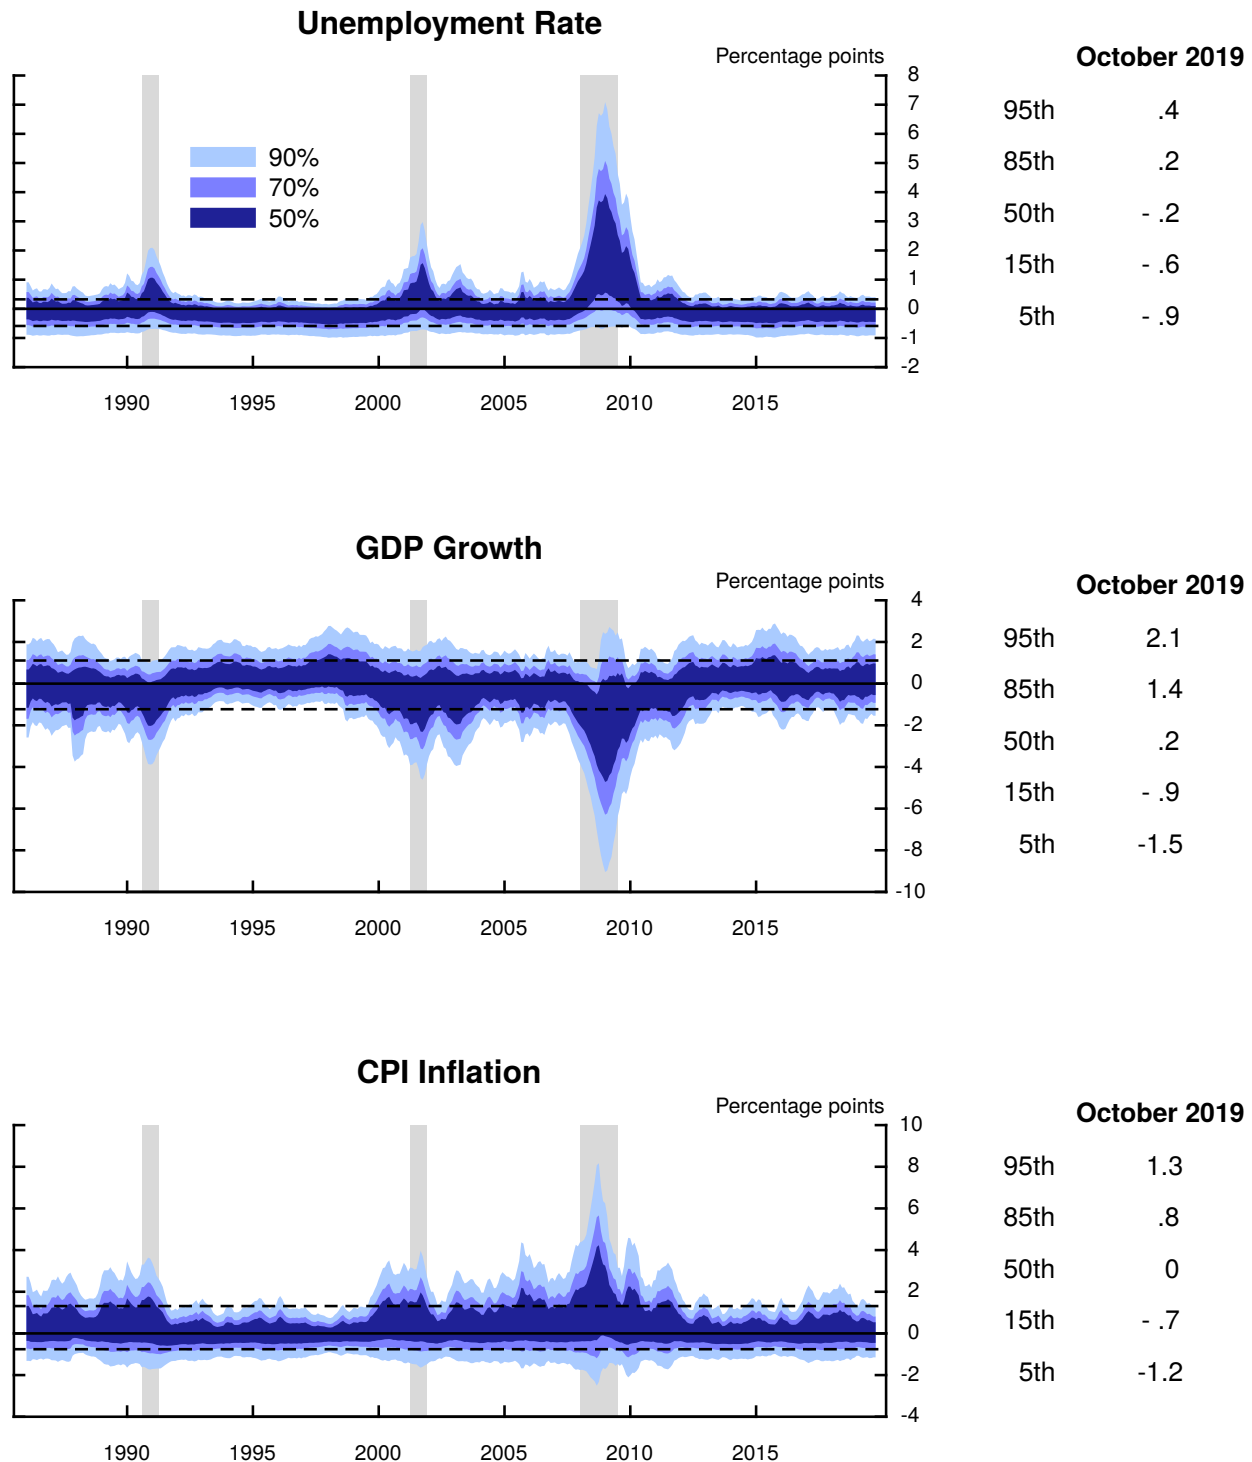 Unemployment Rate
Percentage points
October 2019
8
7
6
5
4
3
2
1
0
-1
-2
90%
70%
50%
1990 1995 2000 2005 2010 2015
95th .4
85th .2
50th - .2
15th - .6
5th - .9
GDP Growth
Percentage points
October 2019
4
2
0
-2
-4
-6
-8
-10
1990 1995 2000 2005 2010 2015
95th 2.1
85th 1.4
50th .2
15th - .9
5th -1.5
CPI Inflation
Percentage points
October 2019
10
8
6
4
2
0
-2
-4
1990 1995 2000 2005 2010 2015
95th 1.3
85th .8
50th 0
15th - .7
5th -1.2